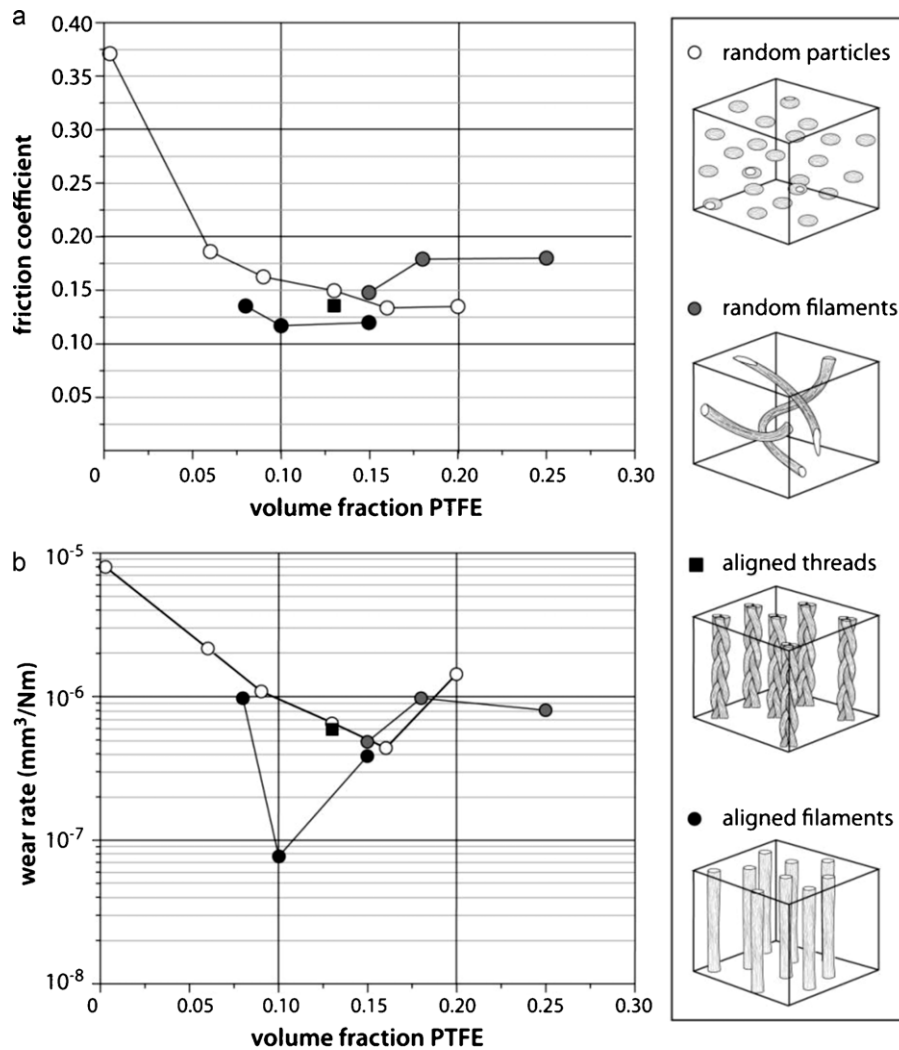 a
0.40
0.35
0.30
0.25
0.20
0.15
0.10
0.05
friction coefficient
0 0.05 0.10 0.15 0.20 0.25 0.30
volume fraction PTFE
b
10⁻⁵
10⁻⁶
10⁻⁷
10⁻⁸
wear rate (mm³/Nm)
0 0.05 0.10 0.15 0.20 0.25 0.30
volume fraction PTFE
random particles
random filaments
aligned threads
aligned filaments